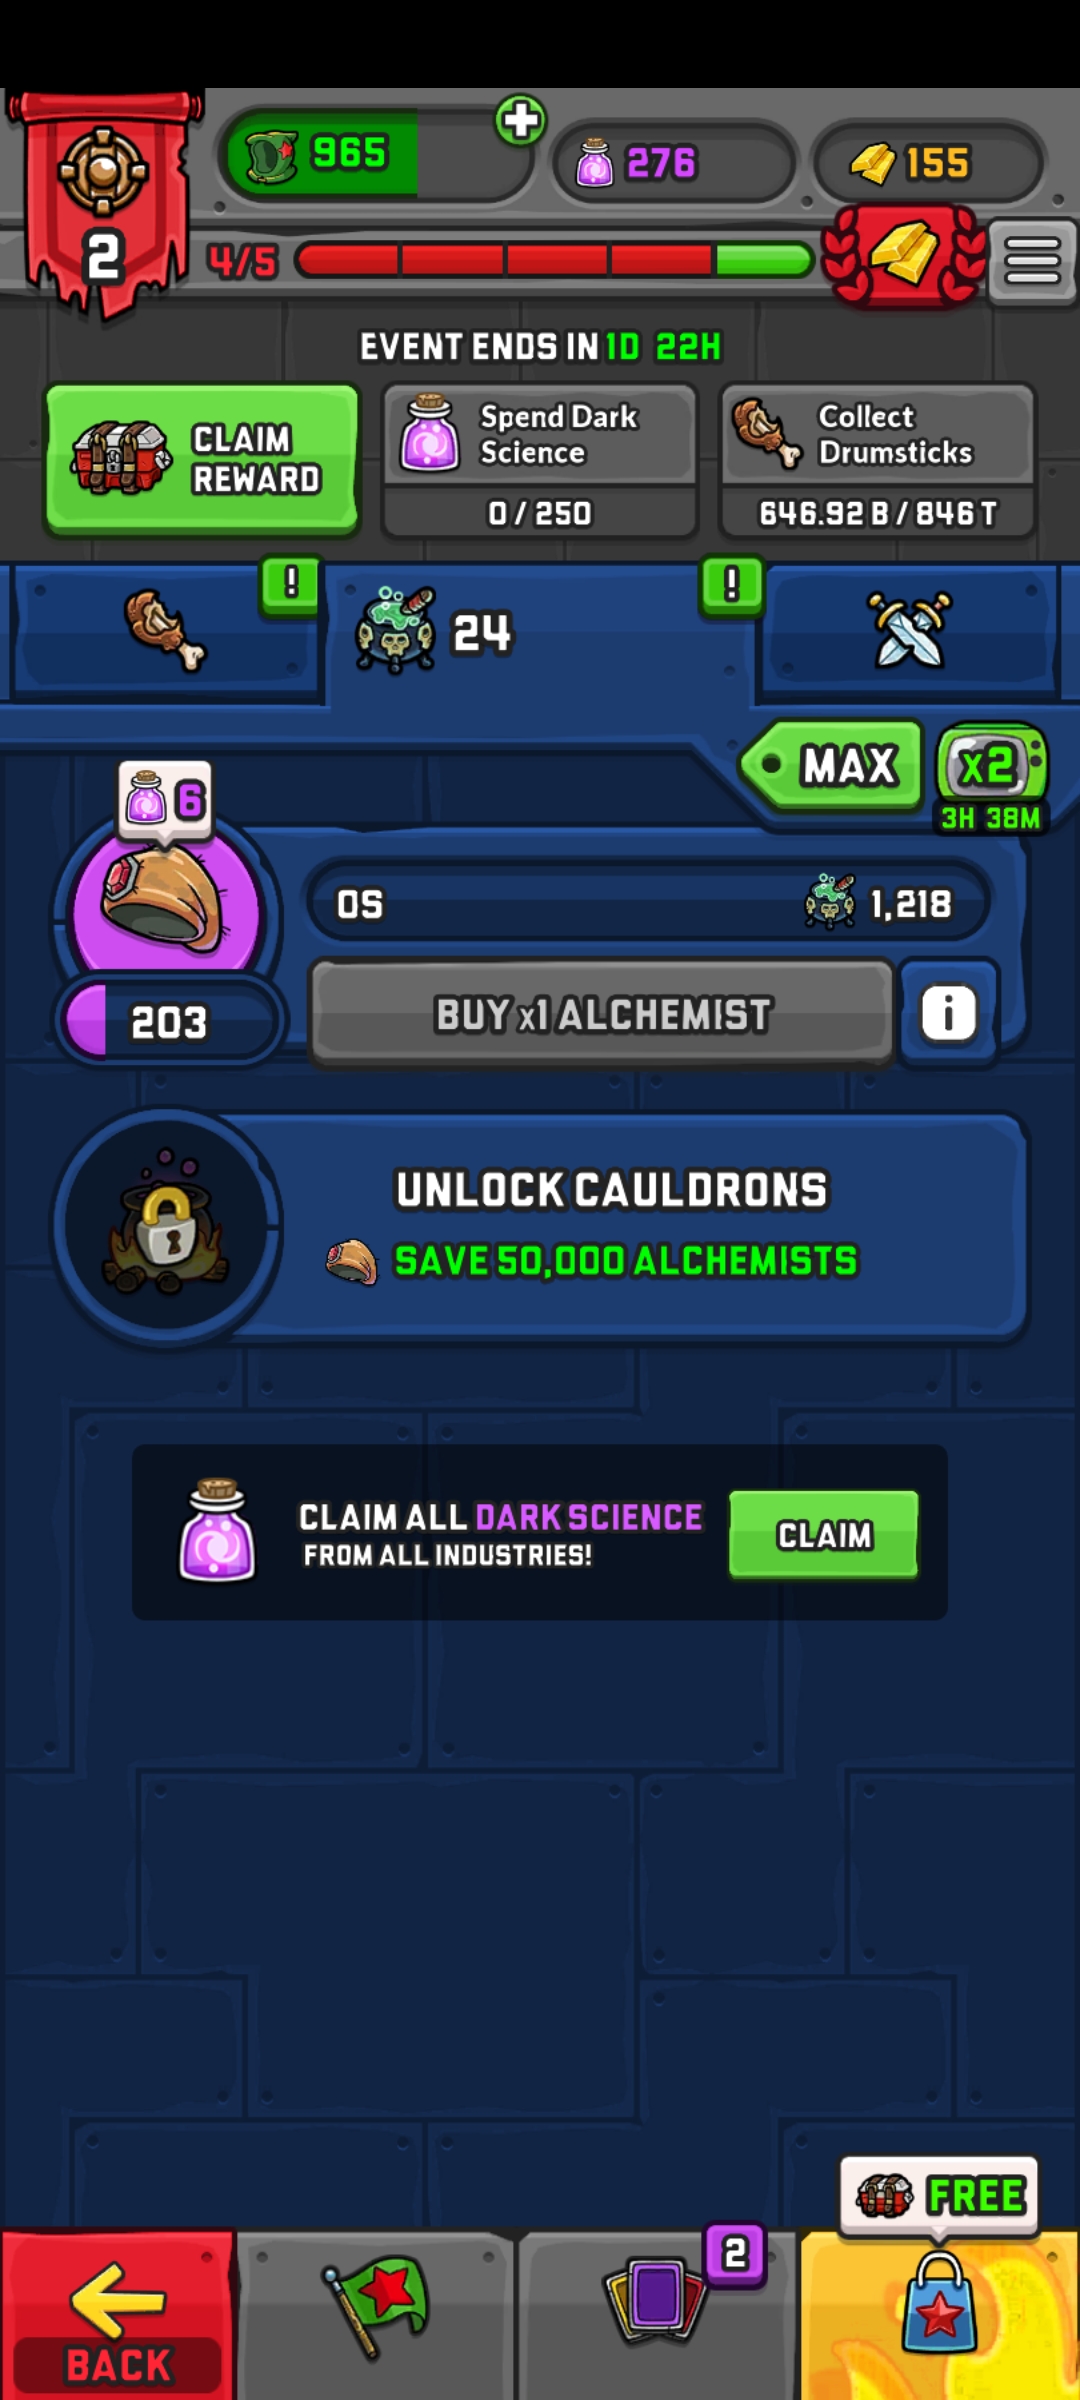 965
276
155
2
4/5
EVENT ENDS IN 1D 22H
CLAIM
REWARD
Spend Dark
Science
0 / 250
Collect
Drumsticks
646.92 B / 846 T
!
24
!
MAX
x2
3H 38M
6
0S
1,218
203
BUY x1 ALCHEMIST
i
UNLOCK CAULDRONS
SAVE 50,000 ALCHEMISTS
CLAIM ALL DARK SCIENCE
FROM ALL INDUSTRIES!
CLAIM
FREE
2
BACK